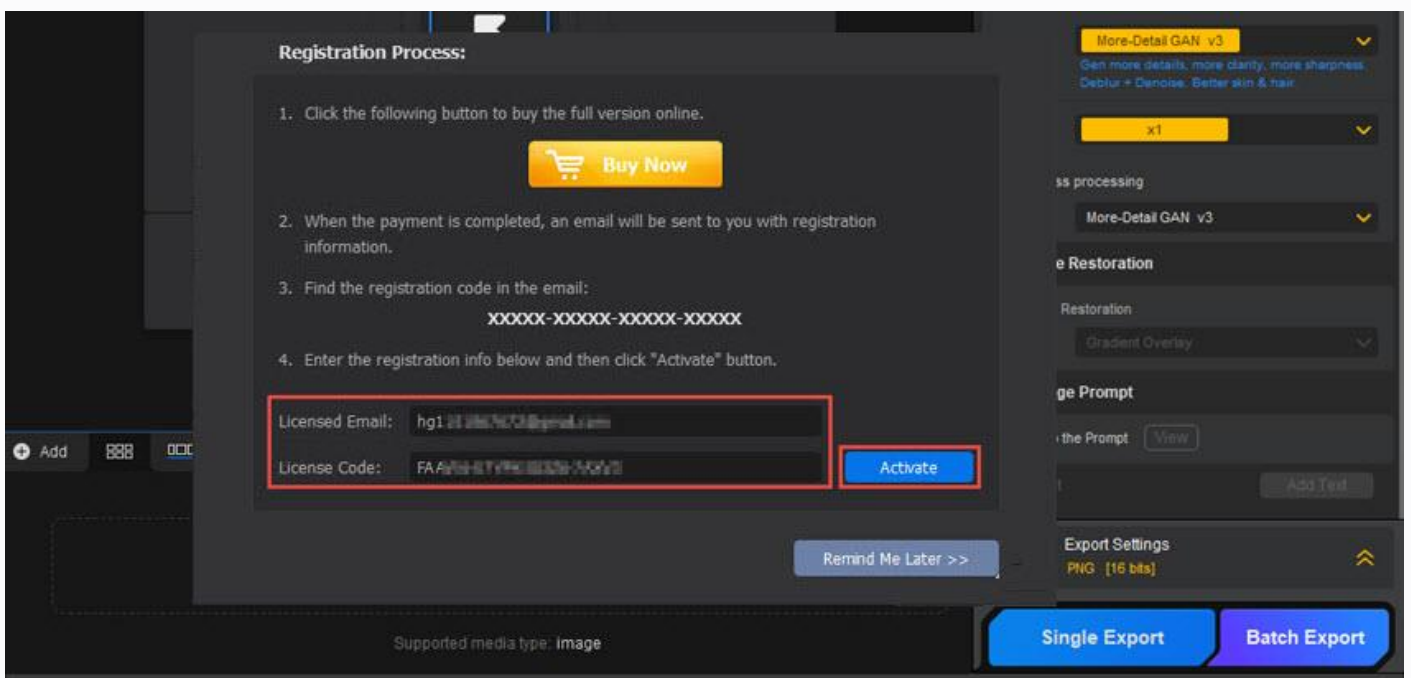 Registration Process:
1. Click the following button to buy the full version online.
Buy Now
2. When the payment is completed, an email will be sent to you with registration
information.
3. Find the registration code in the email:
XXXXX-XXXXX-XXXXX-XXXXX
4. Enter the registration info below and then click "Activate" button.
Licensed Email: hg1
License Code: FAA
Activate
Remind Me Later >>
Add
Supported media type: image
More-Detail GAN v3
Gen more details, more clarity, more sharpness.
Deblur + Denoise. Better skin & hair.
x1
processing
More-Detail GAN v3
Restoration
Restoration
Gradient Overlay
Prompt
the Prompt View
Add Text
Export Settings
PNG [16 bits]
Single Export
Batch Export